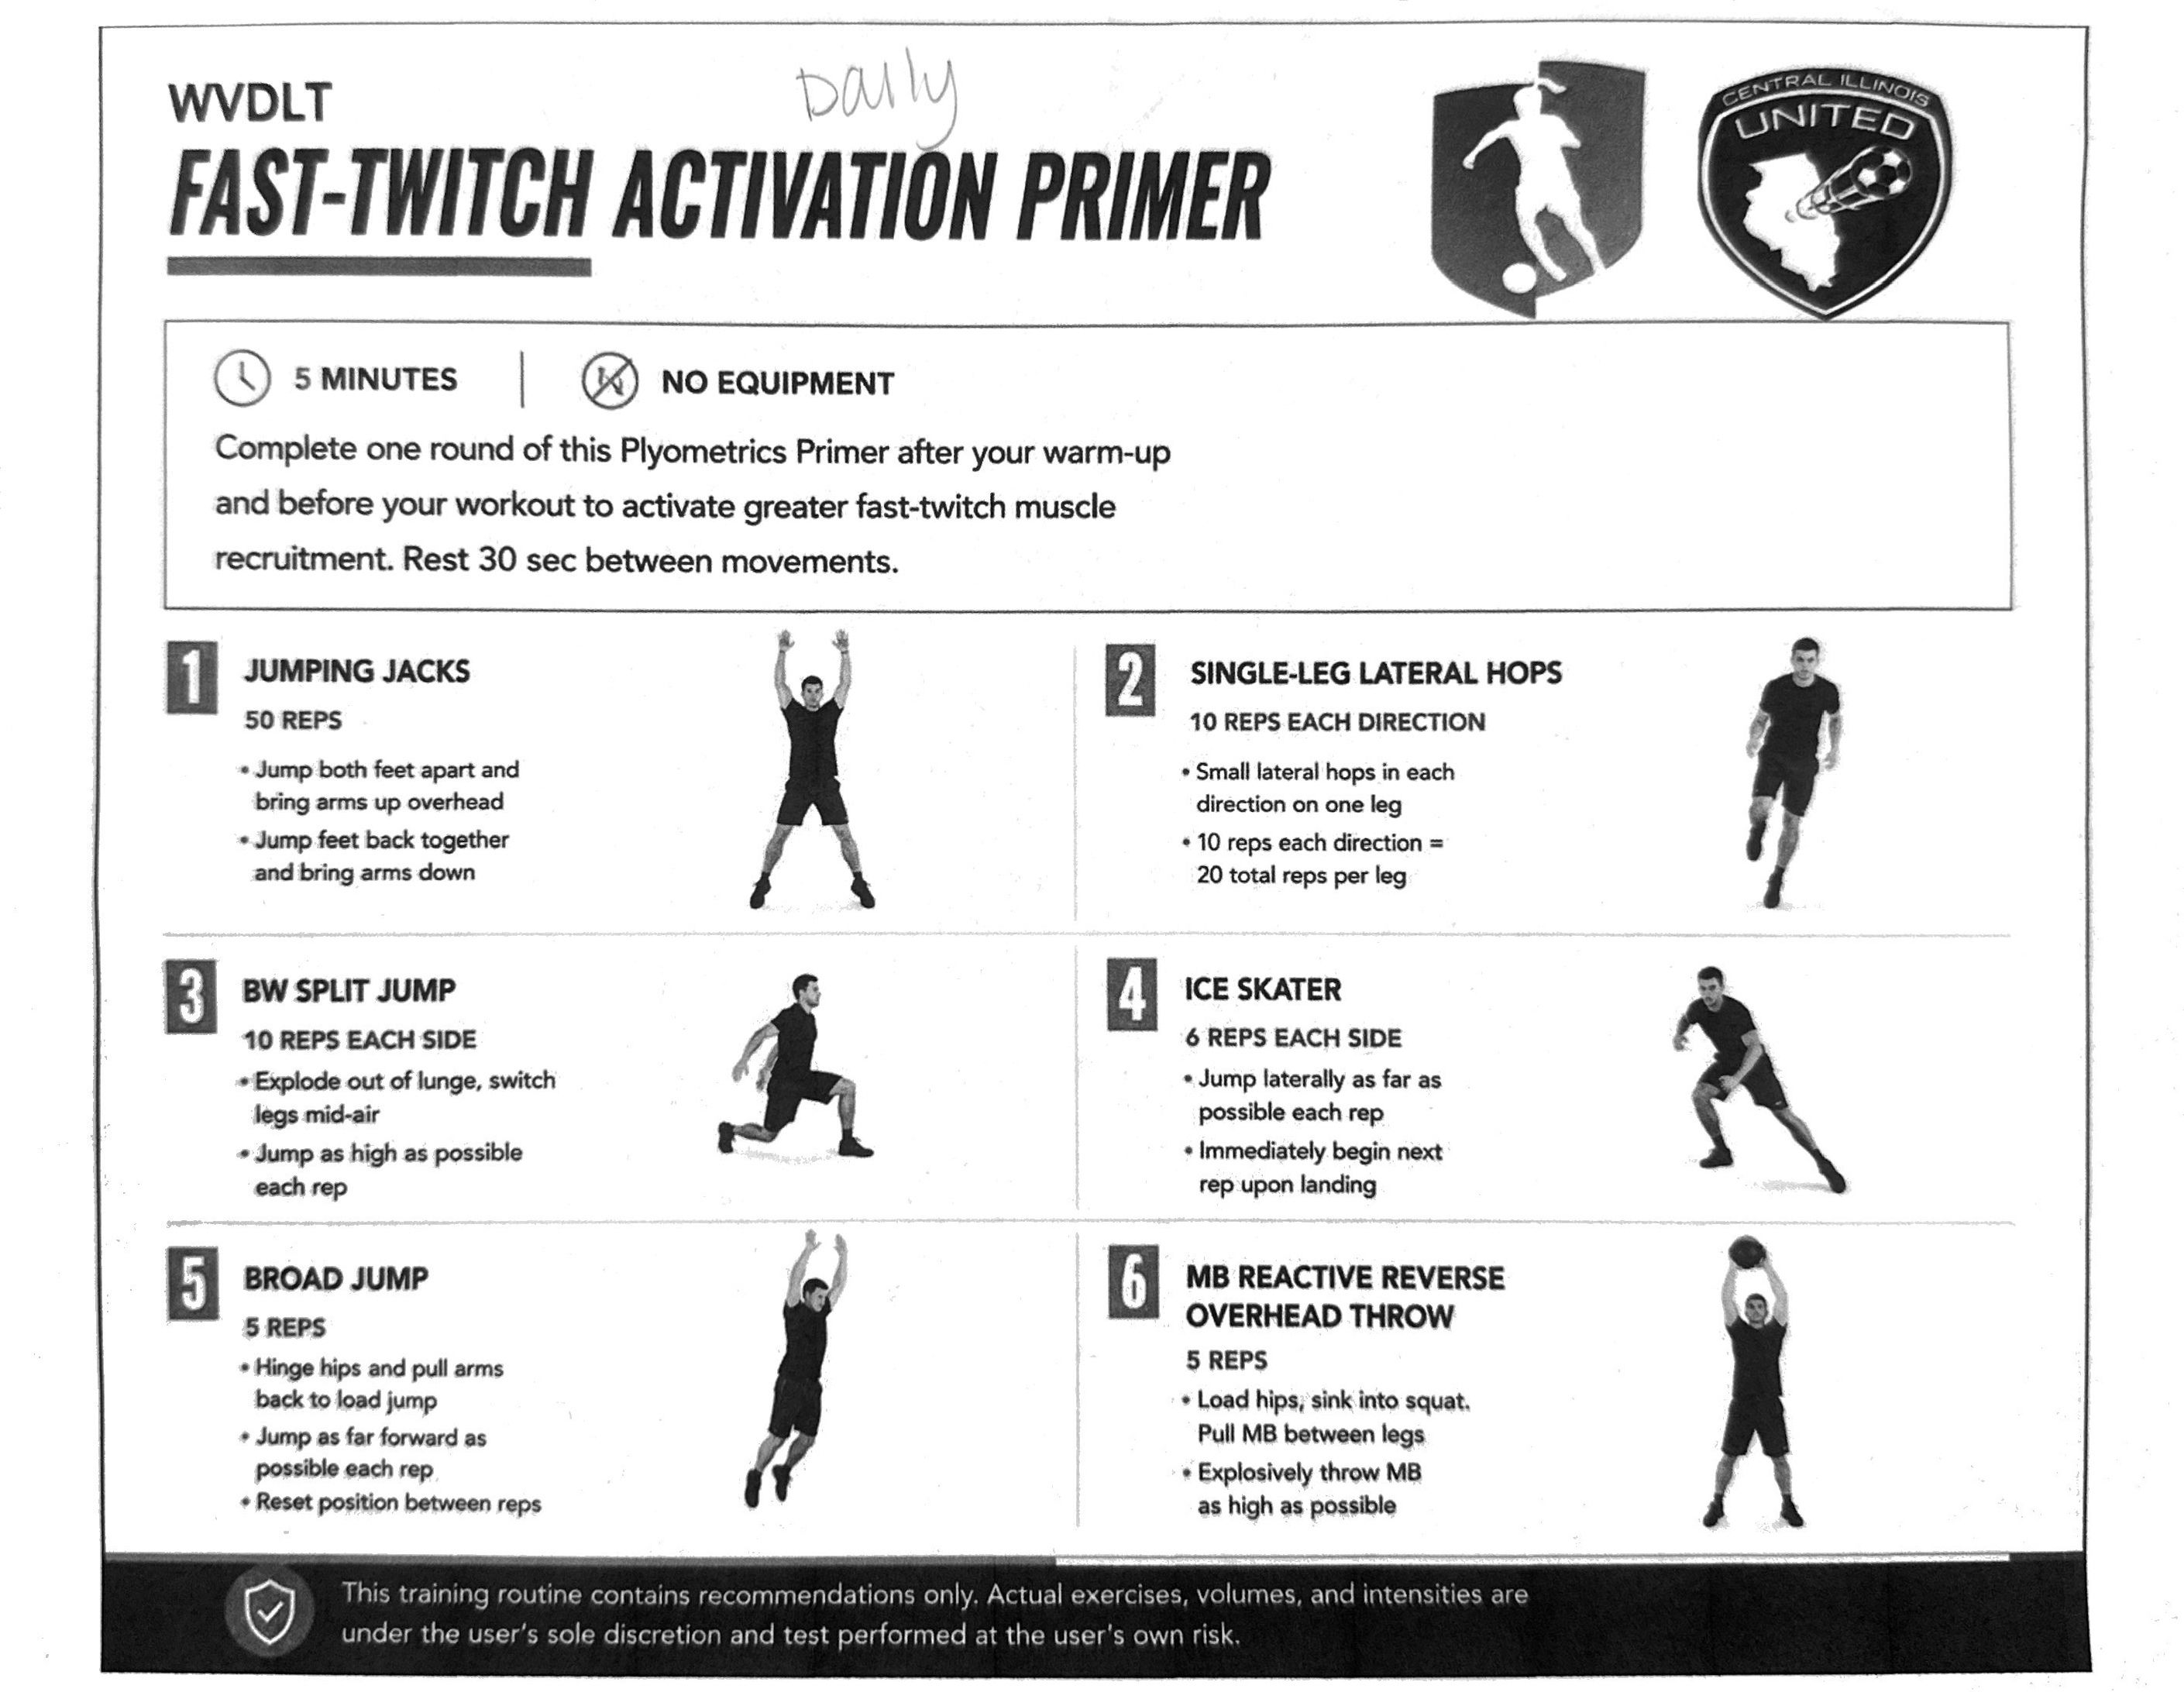 Daily
WVDLT
FAST-TWITCH ACTIVATION PRIMER
CENTRAL ILLINOIS
UNITED
5 MINUTES
NO EQUIPMENT
Complete one round of this Plyometrics Primer after your warm-up
and before your workout to activate greater fast-twitch muscle
recruitment. Rest 30 sec between movements.
1
JUMPING JACKS
50 REPS
• Jump both feet apart and
bring arms up overhead
• Jump feet back together
and bring arms down
2
SINGLE-LEG LATERAL HOPS
10 REPS EACH DIRECTION
• Small lateral hops in each
direction on one leg
• 10 reps each direction =
20 total reps per leg
3
BW SPLIT JUMP
10 REPS EACH SIDE
• Explode out of lunge, switch
legs mid-air
• Jump as high as possible
each rep
4
ICE SKATER
6 REPS EACH SIDE
• Jump laterally as far as
possible each rep
• Immediately begin next
rep upon landing
5
BROAD JUMP
5 REPS
• Hinge hips and pull arms
back to load jump
• Jump as far forward as
possible each rep
• Reset position between reps
6
MB REACTIVE REVERSE
OVERHEAD THROW
5 REPS
• Load hips, sink into squat.
Pull MB between legs
• Explosively throw MB
as high as possible
This training routine contains recommendations only. Actual exercises, volumes, and intensities are
under the user's sole discretion and test performed at the user's own risk.